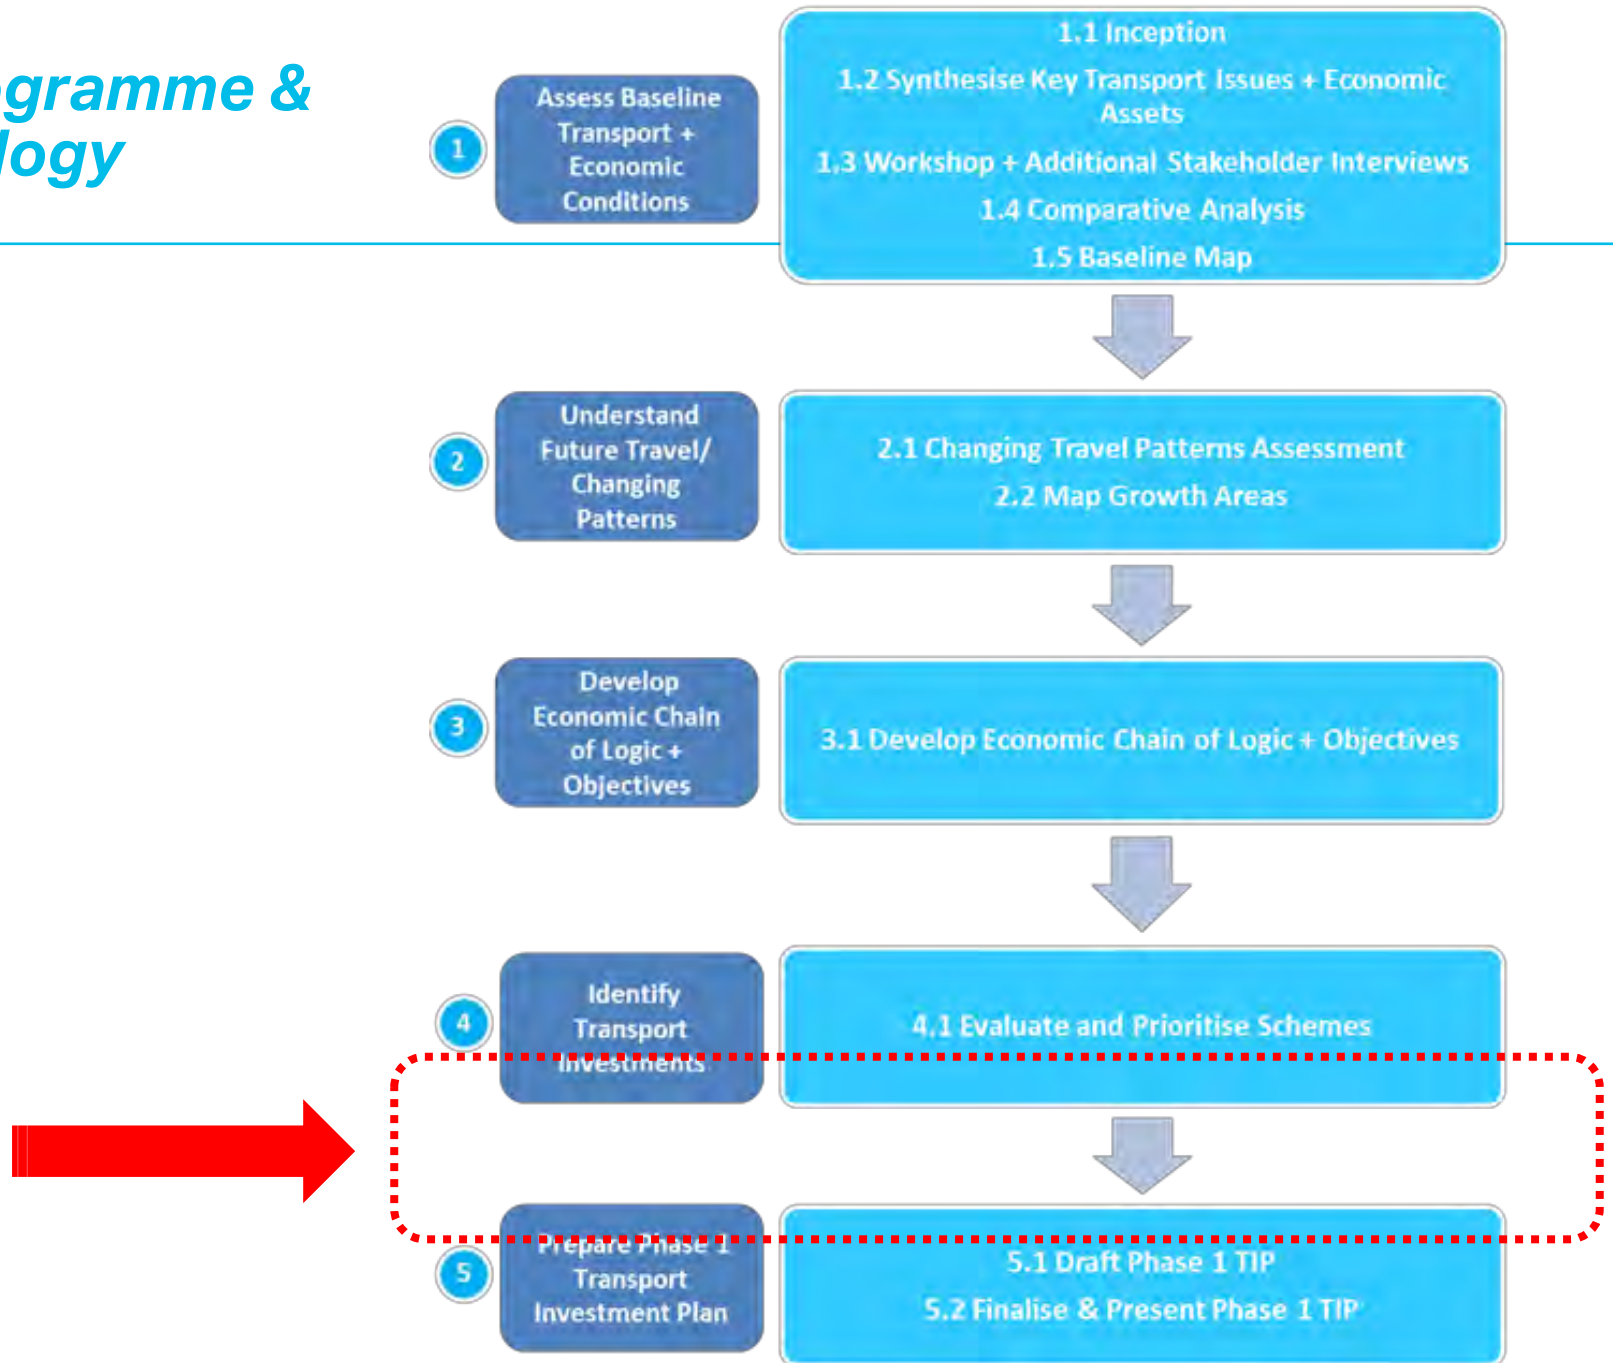 ogramme &
logy
1
Assess Baseline
Transport +
Economic
Conditions
1.1 Inception
1.2 Synthesise Key Transport Issues + Economic
Assets
1.3 Workshop + Additional Stakeholder Interviews
1.4 Comparative Analysis
1.5 Baseline Map
2
Understand
Future Travel/
Changing
Patterns
2.1 Changing Travel Patterns Assessment
2.2 Map Growth Areas
3
Develop
Economic Chain
of Logic +
Objectives
3.1 Develop Economic Chain of Logic + Objectives
4
Identify
Transport
Investments
4.1 Evaluate and Prioritise Schemes
5
Prepare Phase 1
Transport
Investment Plan
5.1 Draft Phase 1 TIP
5.2 Finalise & Present Phase 1 TIP